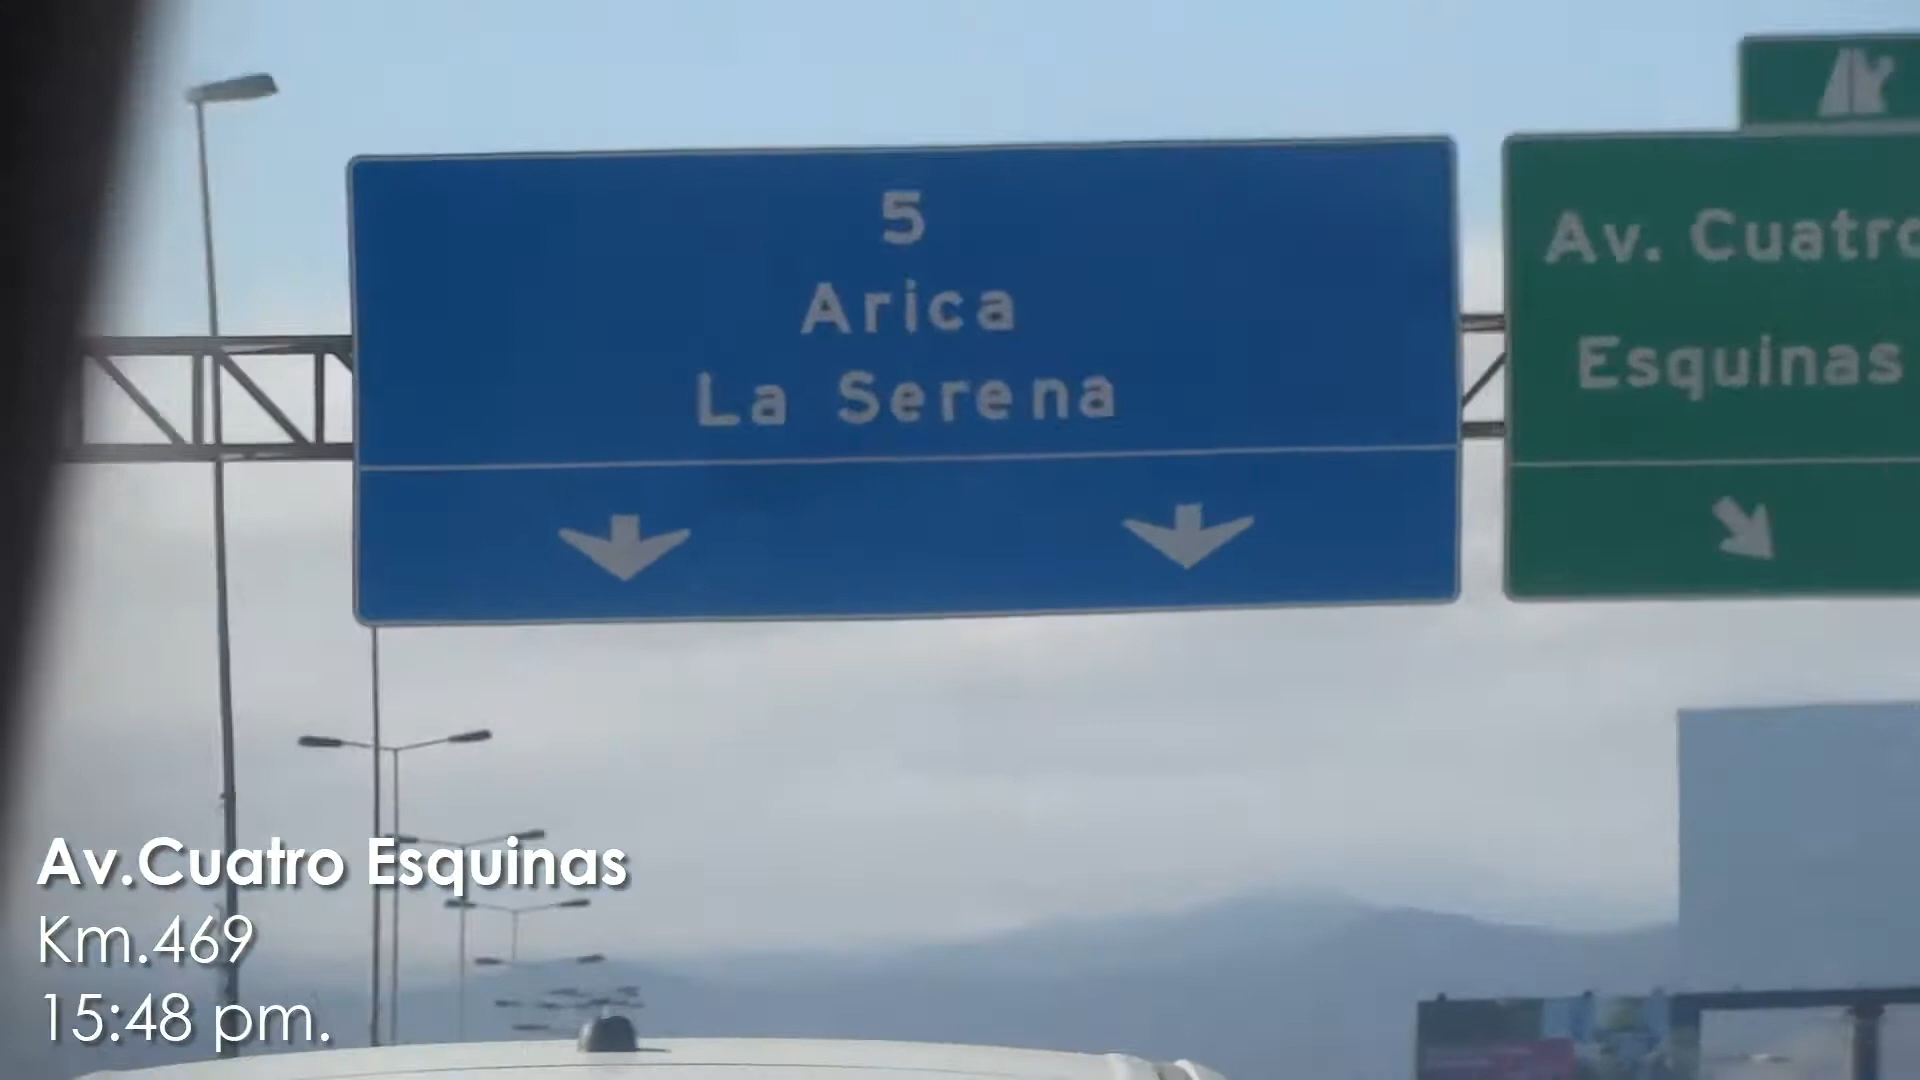 5
Arica
La Serena
Av. Cuatro
Esquinas
Av.Cuatro Esquinas
Km.469
15:48 pm.